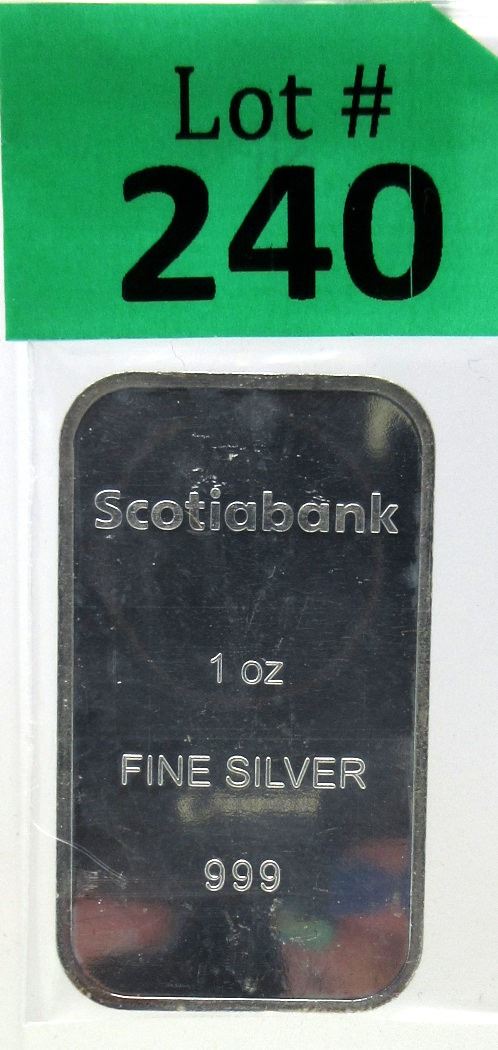 Lot #
240
Scotiabank
1 oz
FINE SILVER
999